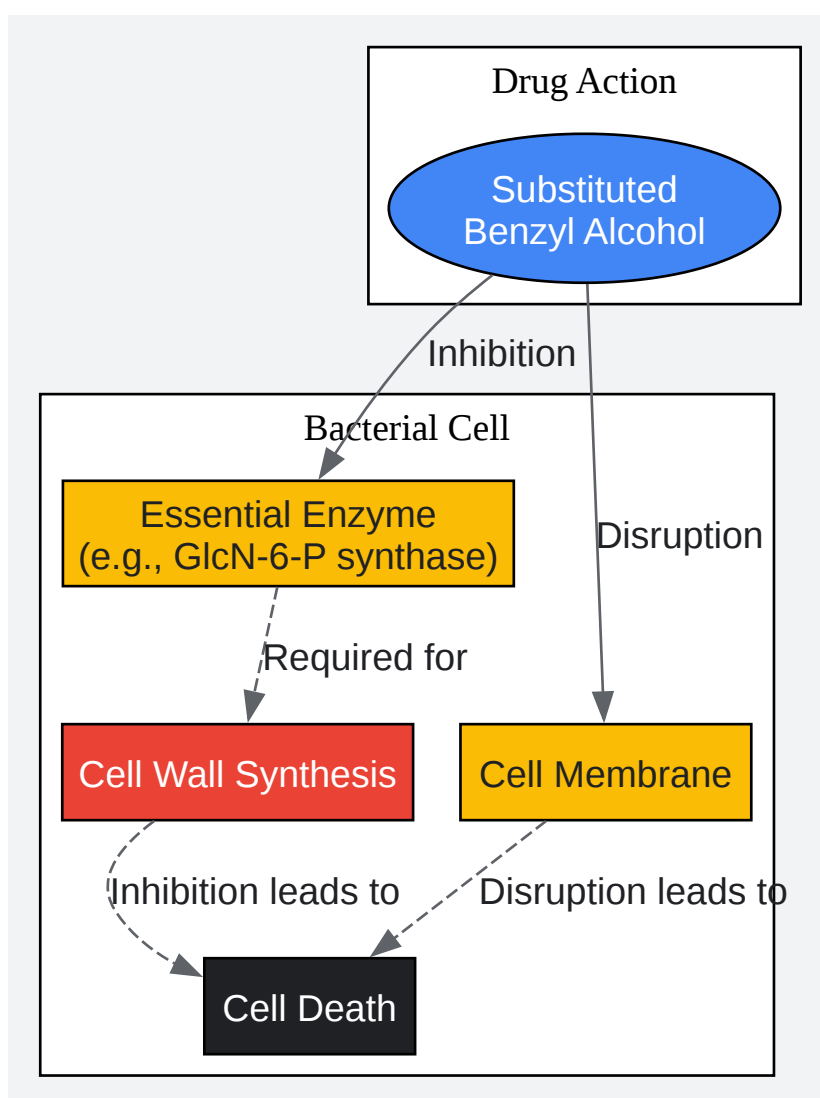 Drug Action
Substituted
Benzyl Alcohol
Inhibition
Bacterial Cell
Essential Enzyme
(e.g., GlcN-6-P synthase)
Disruption
Required for
Cell Wall Synthesis
Cell Membrane
Inhibition leads to
Disruption leads to
Cell Death